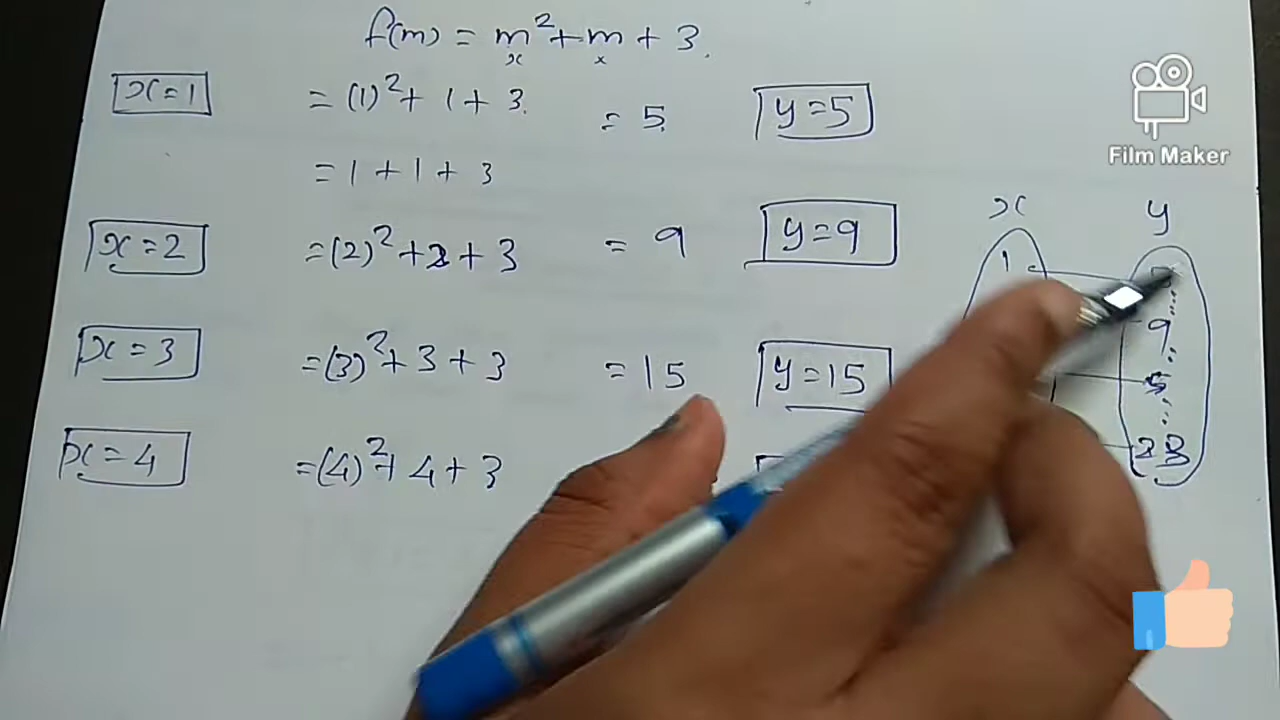 f(m) = m² + m + 3.
x x
x=1 = (1)² + 1 + 3. = 5. y=5
= 1 + 1 + 3
x=2 = (2)² + 2 + 3 = 9 y=9
x=3 = (3)² + 3 + 3 = 15 y=15
x=4 = (4)² + 4 + 3
x y
1
9
23
Film Maker